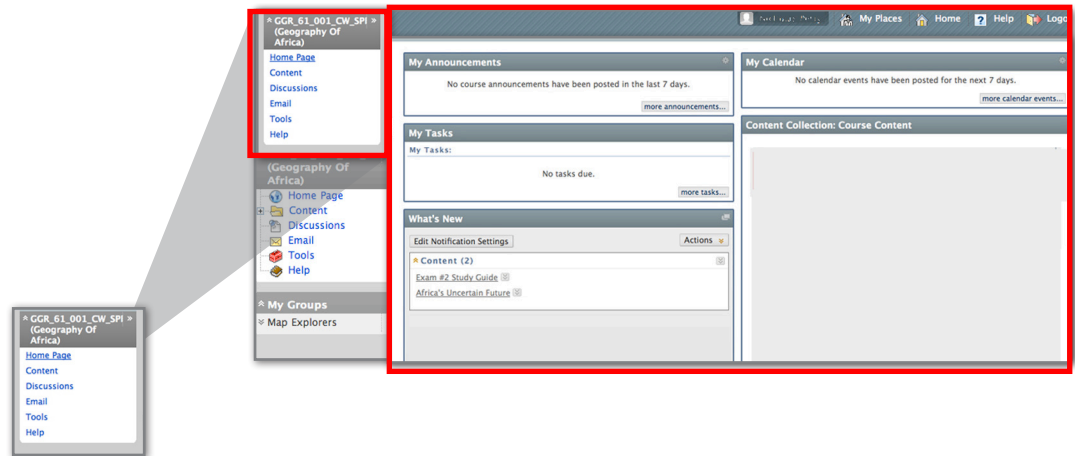 GGR_61_001_CW_SPI »
(Geography Of
Africa)
Home Page
Content
Discussions
Email
Tools
Help
(Geography Of
Africa)
Home Page
Content
Discussions
Email
Tools
Help
My Groups
Map Explorers
My Places
Home
? Help
Logo
My Announcements
No course announcements have been posted in the last 7 days.
more announcements...
My Tasks
My Tasks:
No tasks due.
more tasks...
What's New
Edit Notification Settings
Actions
Content (2)
Exam #2 Study Guide
Africa's Uncertain Future
My Calendar
No calendar events have been posted for the next 7 days.
more calendar events...
Content Collection: Course Content
GGR_61_001_CW_SPI »
(Geography Of
Africa)
Home Page
Content
Discussions
Email
Tools
Help